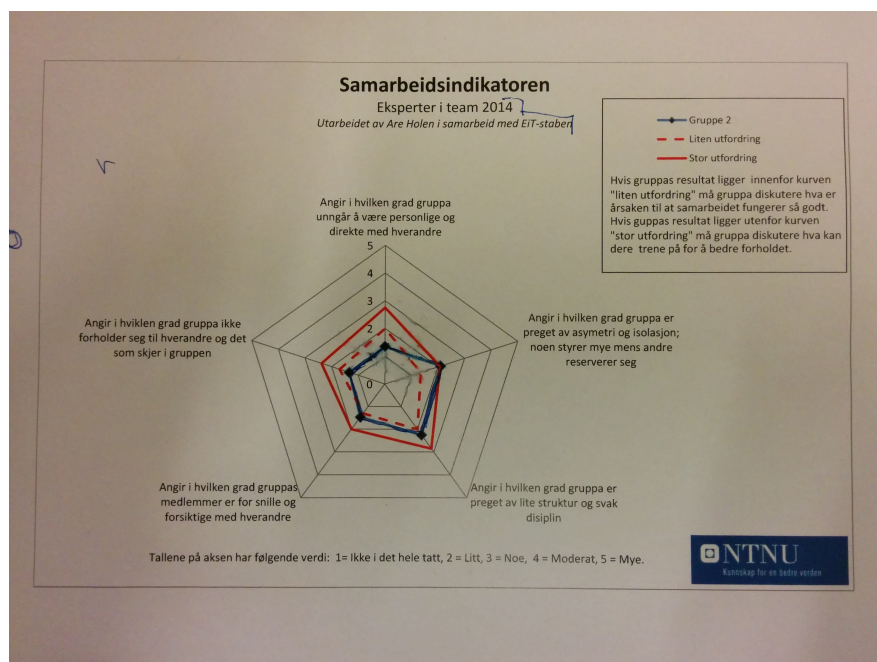 Samarbeidsindikatoren
Eksperter i team 2014
Utarbeidet av Are Holen i samarbeid med EiT-staben
Gruppe 2
Liten utfordring
Stor utfordring
Hvis gruppas resultat ligger innenfor kurven
"liten utfordring" må gruppa diskutere hva er
årsaken til at samarbeidet fungerer så godt.
Hvis guppas resultat ligger utenfor kurven
"stor utfordring" må gruppa diskutere hva kan
dere trene på for å bedre forholdet.
Angir i hvilken grad gruppa
unngår å være personlige og
direkte med hverandre
5
4
3
2
0
Angir i hviklen grad gruppa ikke
forholder seg til hverandre og det
som skjer i gruppen
Angir i hvilken grad gruppa er
preget av asymetri og isolasjon;
noen styrer mye mens andre
reserverer seg
Angir i hvilken grad gruppas
medlemmer er for snille og
forsiktige med hverandre
Angir i hvilken grad gruppa er
preget av lite struktur og svak
disiplin
Tallene på aksen har følgende verdi: 1= Ikke i det hele tatt, 2 = Litt, 3 = Noe, 4 = Moderat, 5 = Mye.
NTNU
Kunnskap for en bedre verden